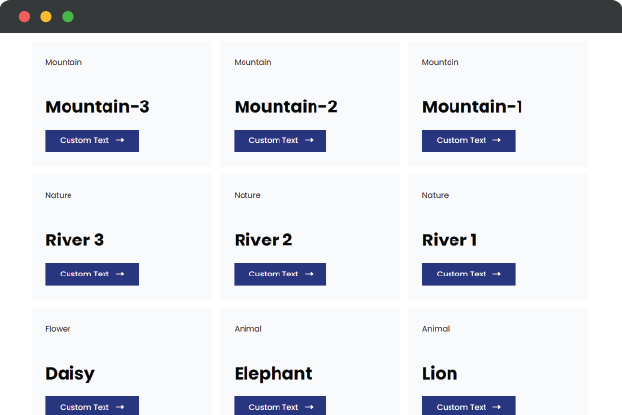 Mountain
Mountain
Mountain
Mountain-3
Mountain-2
Mountain-1
Custom Text →
Custom Text →
Custom Text →
Nature
Nature
Nature
River 3
River 2
River 1
Custom Text →
Custom Text →
Custom Text →
Flower
Animal
Animal
Daisy
Elephant
Lion
Custom Text →
Custom Text →
Custom Text →